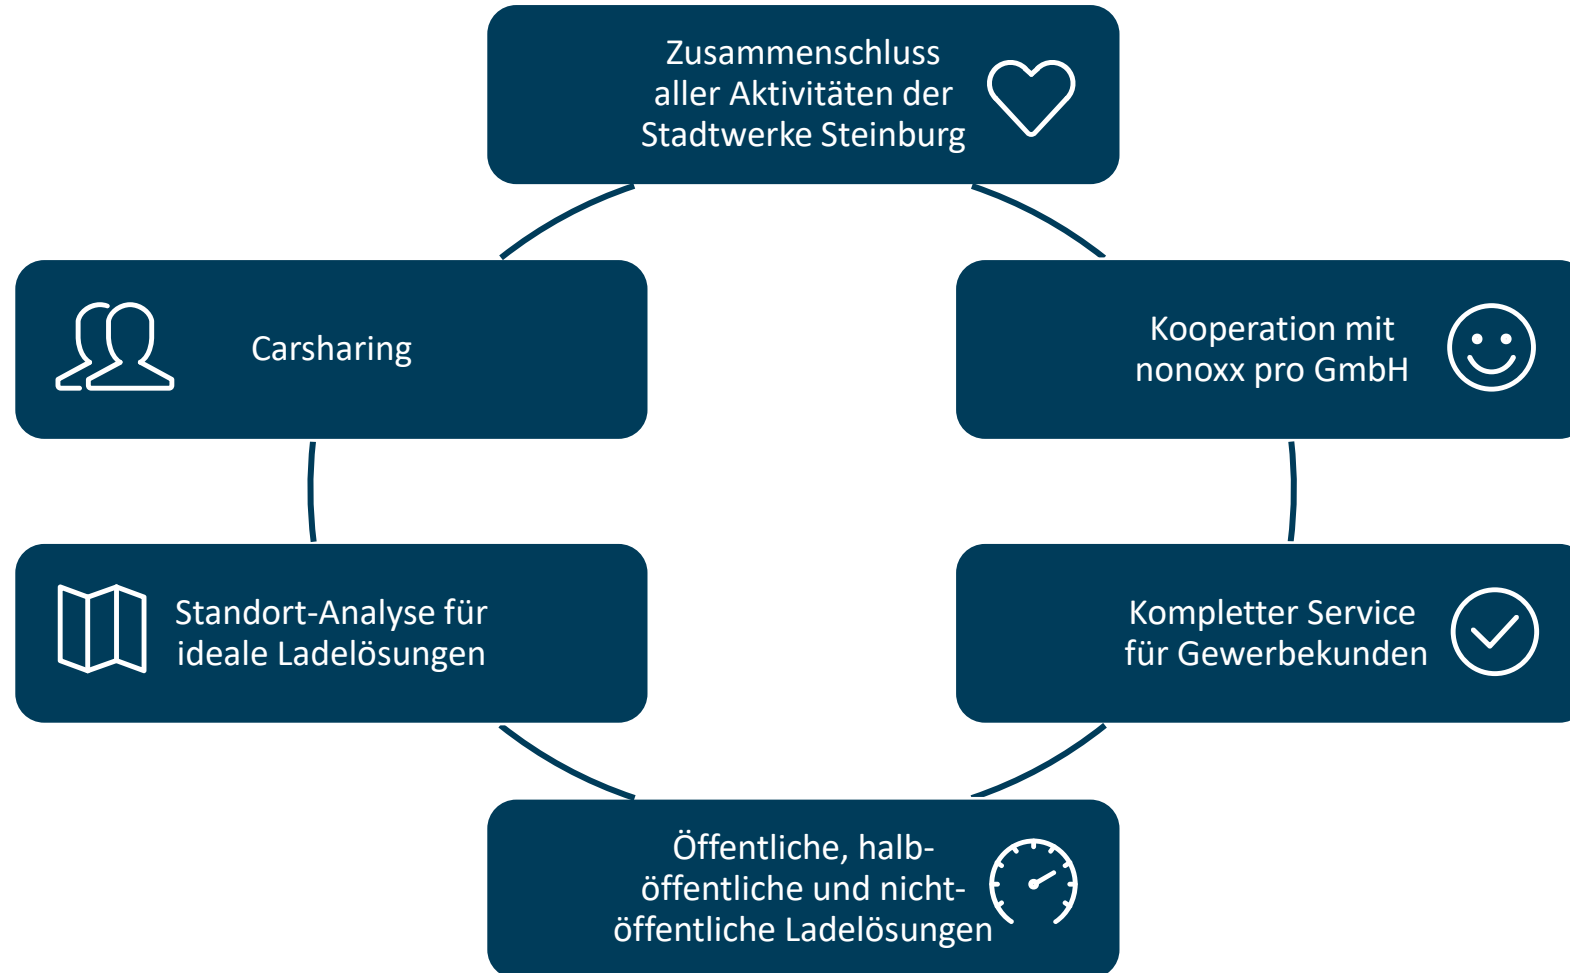 Zusammenschluss
aller Aktivitäten der
Stadtwerke Steinburg
Kooperation mit
nonoxx pro GmbH
Kompletter Service
für Gewerbekunden
Öffentliche, halb-
öffentliche und nicht-
öffentliche Ladelösungen
Standort-Analyse für
ideale Ladelösungen
Carsharing